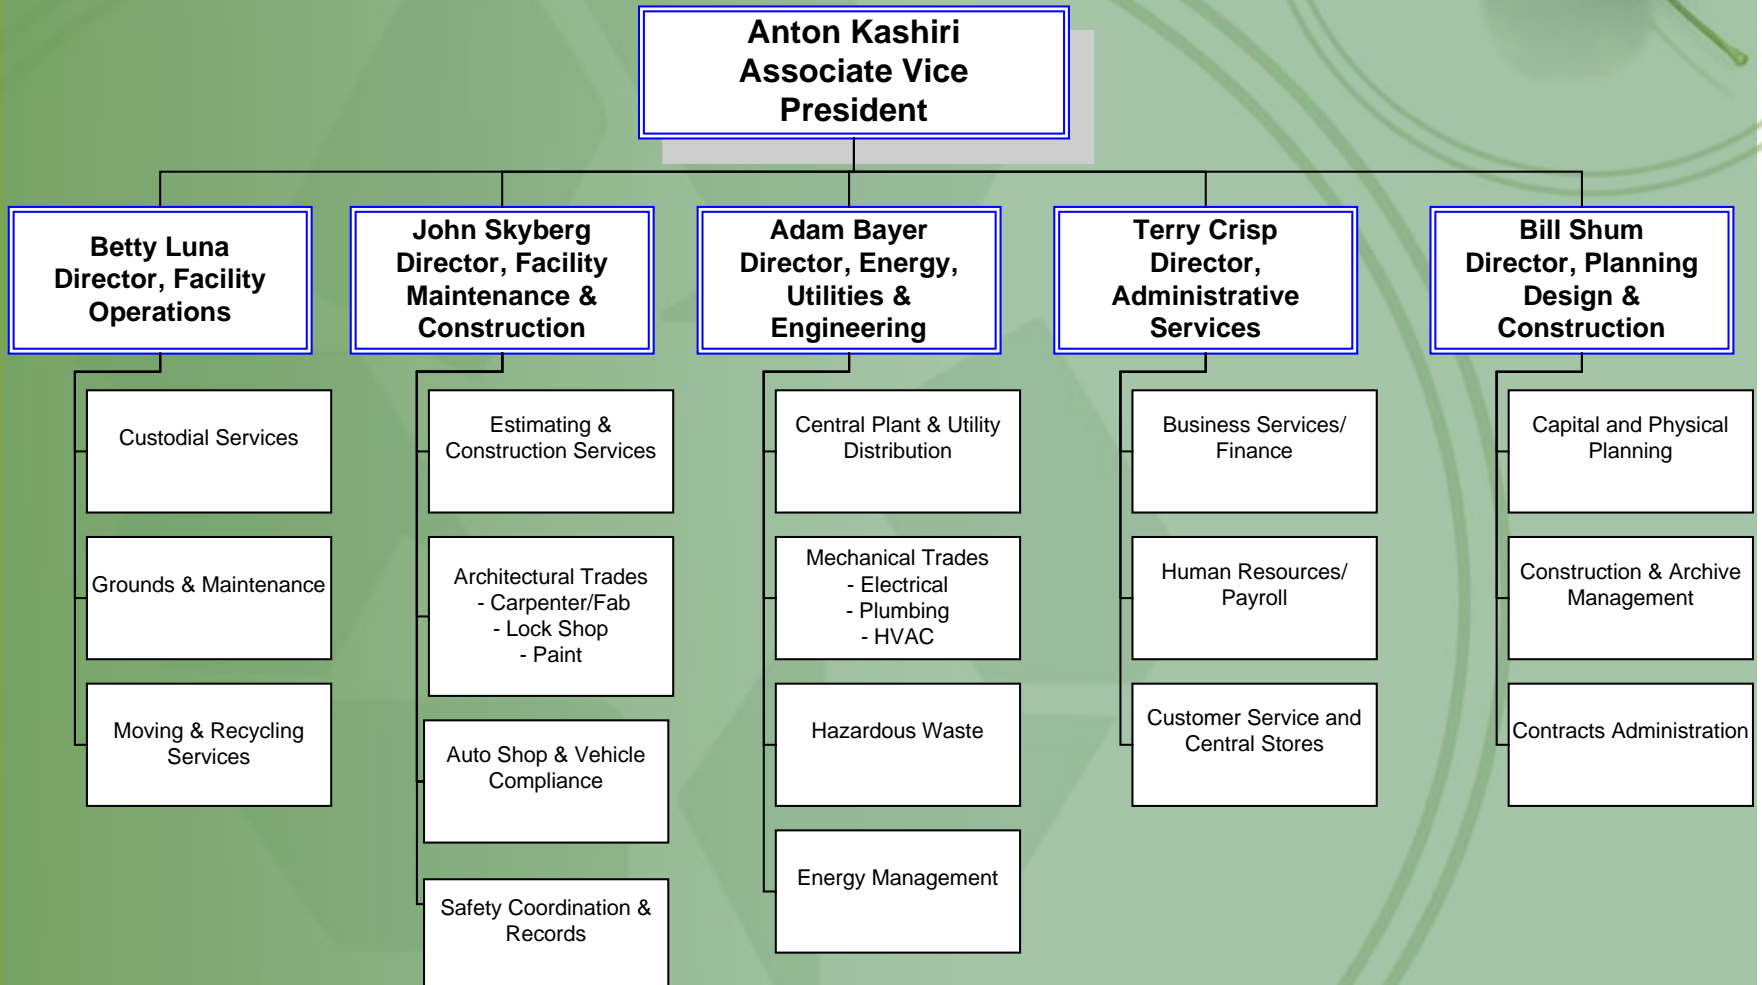 Anton Kashiri
Associate Vice
President
Betty Luna
Director, Facility
Operations
John Skyberg
Director, Facility
Maintenance &
Construction
Adam Bayer
Director, Energy,
Utilities &
Engineering
Terry Crisp
Director,
Administrative
Services
Bill Shum
Director, Planning
Design &
Construction
Custodial Services
Grounds & Maintenance
Moving & Recycling
Services
Estimating &
Construction Services
Architectural Trades
- Carpenter/Fab
- Lock Shop
- Paint
Auto Shop & Vehicle
Compliance
Safety Coordination &
Records
Central Plant & Utility
Distribution
Mechanical Trades
- Electrical
- Plumbing
- HVAC
Hazardous Waste
Energy Management
Business Services/
Finance
Human Resources/
Payroll
Customer Service and
Central Stores
Capital and Physical
Planning
Construction & Archive
Management
Contracts Administration